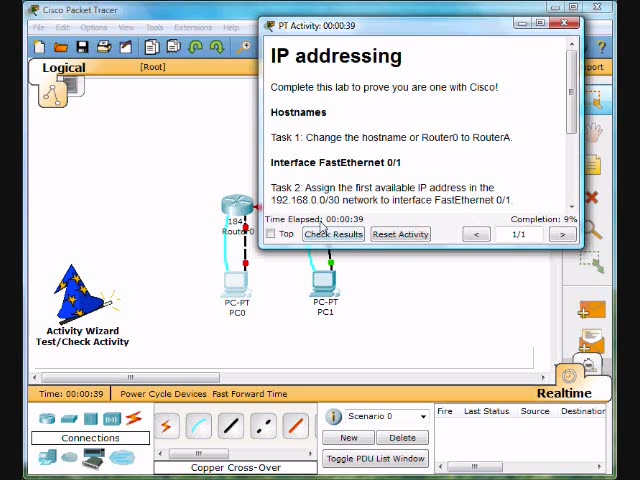 Cisco Packet Tracer
PT Activity: 00:00:39
File Edit Options View Tools Extensions Help
IP addressing
Complete this lab to prove you are one with Cisco!
Hostnames
Task 1: Change the hostname or Router0 to RouterA.
Interface FastEthernet 0/1
Task 2: Assign the first available IP address in the
192.168.0.0/30 network to interface FastEthernet 0/1.
Time Elapsed: 00:00:39
Completion: 9%
Top
Check Results
Reset Activity
<
1/1
>
Logical
[Root]
port
184
Router0
PC-PT
PC0
PC-PT
PC1
Activity Wizard
Test/Check Activity
Time: 00:00:39
Power Cycle Devices Fast Forward Time
Realtime
Connections
Copper Cross-Over
Scenario 0
New
Delete
Toggle PDU List Window
Fire Last Status Source Destination